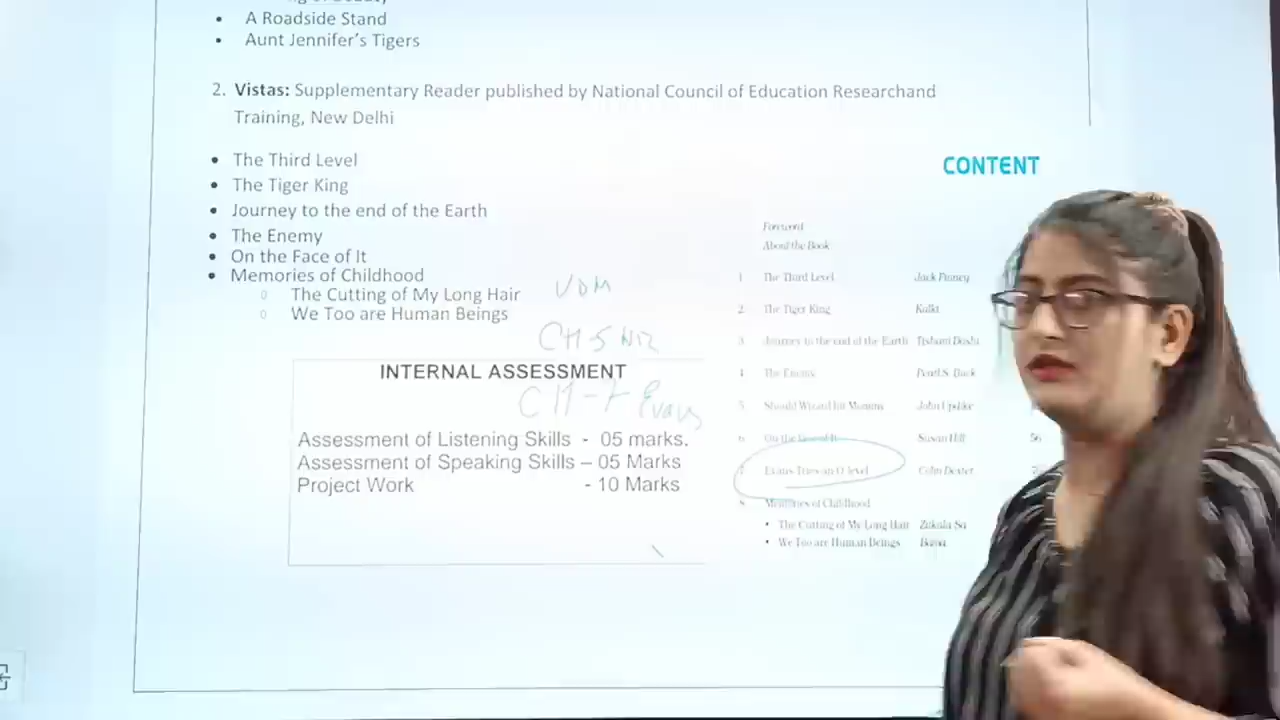 A Roadside Stand
Aunt Jennifer's Tigers
2. Vistas: Supplementary Reader published by National Council of Education Researchand
Training, New Delhi
The Third Level
The Tiger King
Journey to the end of the Earth
The Enemy
On the Face of It
Memories of Childhood
The Cutting of My Long Hair
We Too are Human Beings
CH-5
INTERNAL ASSESSMENT
Evans
Assessment of Listening Skills - 05 marks.
Assessment of Speaking Skills – 05 Marks
Project Work - 10 Marks
CONTENT
Foreword
About the Book
1 The Third Level Jack Finney
2. The Tiger King Kalki
3 Journey to the end of the Earth Tishani Doshi
4 The Enemy Pearl S. Buck
5 Should Wizard hit Mommy John Updike
6 On the Susan Hill 56
7 Evans Tries an O level Colin Dexter
8 Memories of Childhood
The Cutting of My Long Hair Zitkala Sa
We Too are Human Beings Bama